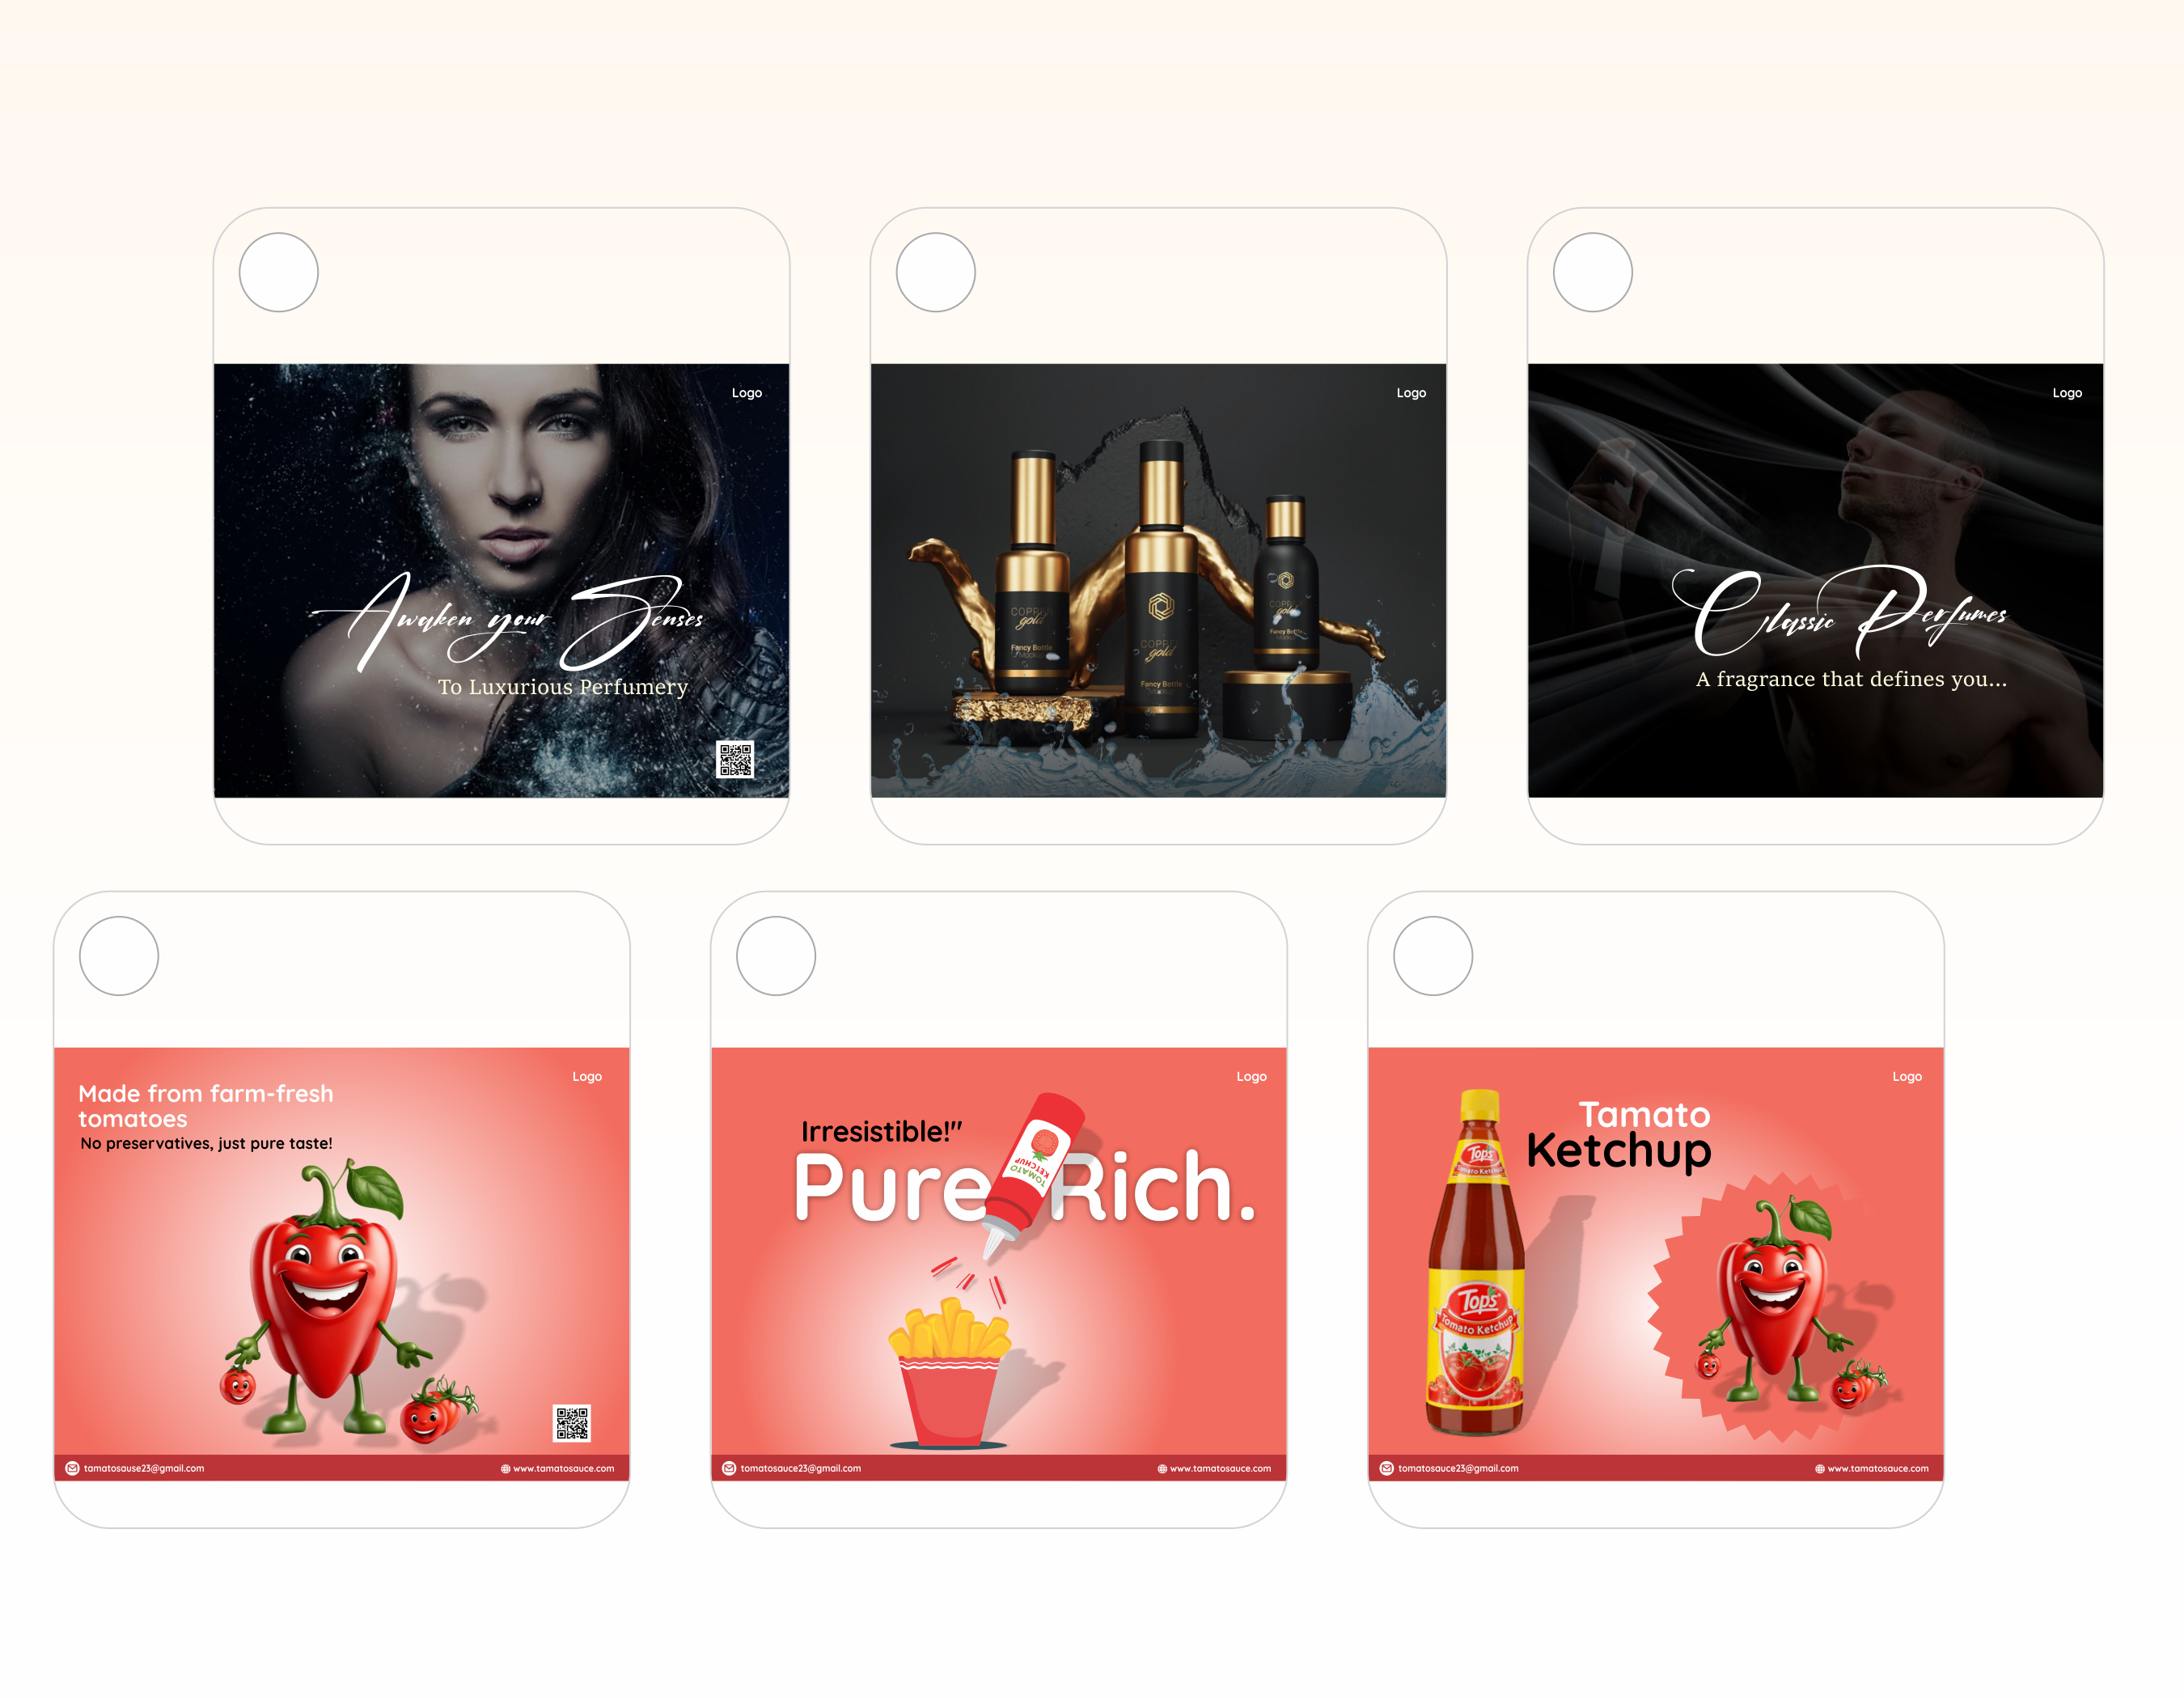 Logo
Awaken your Senses
To Luxurious Perfumery
Logo
COPPER
gold
Fancy Bottle
Mockup
COPPER
gold
Fancy Bottle
Mockup
gold
Fancy Bottle
Logo
Classic Perfumes
A fragrance that defines you...
Logo
Made from farm-fresh
tomatoes
No preservatives, just pure taste!
tamatosause23@gmail.com
www.tamatosauce.com
Logo
Irresistible!"
Pure Rich.
TOMATO
KETCHUP
tomatosauce23@gmail.com
www.tamatosauce.com
Logo
Tamato
Ketchup
Tops
Tomato Ketchup
Tops
Tomato Ketchup
tomatosauce23@gmail.com
www.tamatosauce.com